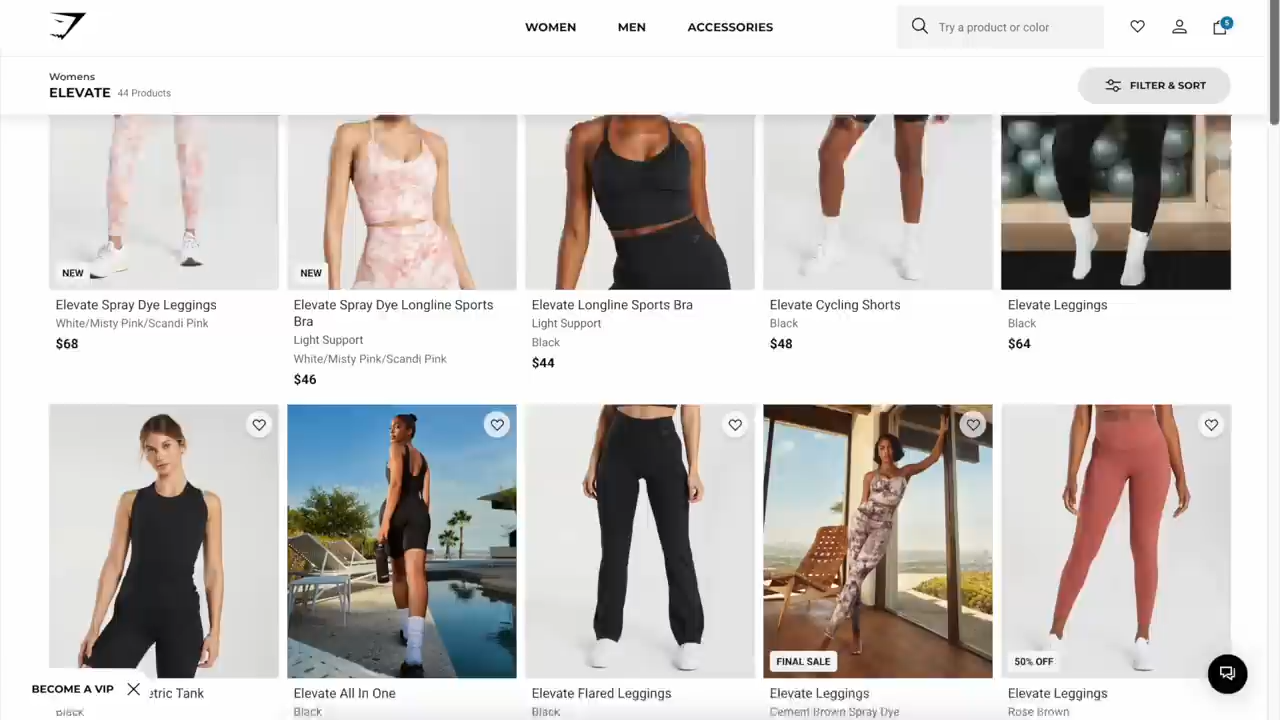 WOMEN
MEN
ACCESSORIES
Try a product or color
5
Womens
ELEVATE 44 Products
FILTER & SORT
NEW
NEW
Elevate Spray Dye Leggings
White/Misty Pink/Scandi Pink
$68
Elevate Spray Dye Longline Sports
Bra
Light Support
White/Misty Pink/Scandi Pink
$46
Elevate Longline Sports Bra
Light Support
Black
$44
Elevate Cycling Shorts
Black
$48
Elevate Leggings
Black
$64
FINAL SALE
50% OFF
BECOME A VIP
etric Tank
Black
Elevate All In One
Black
Elevate Flared Leggings
Black
Elevate Leggings
Cement Brown Spray Dye
Elevate Leggings
Rose Brown